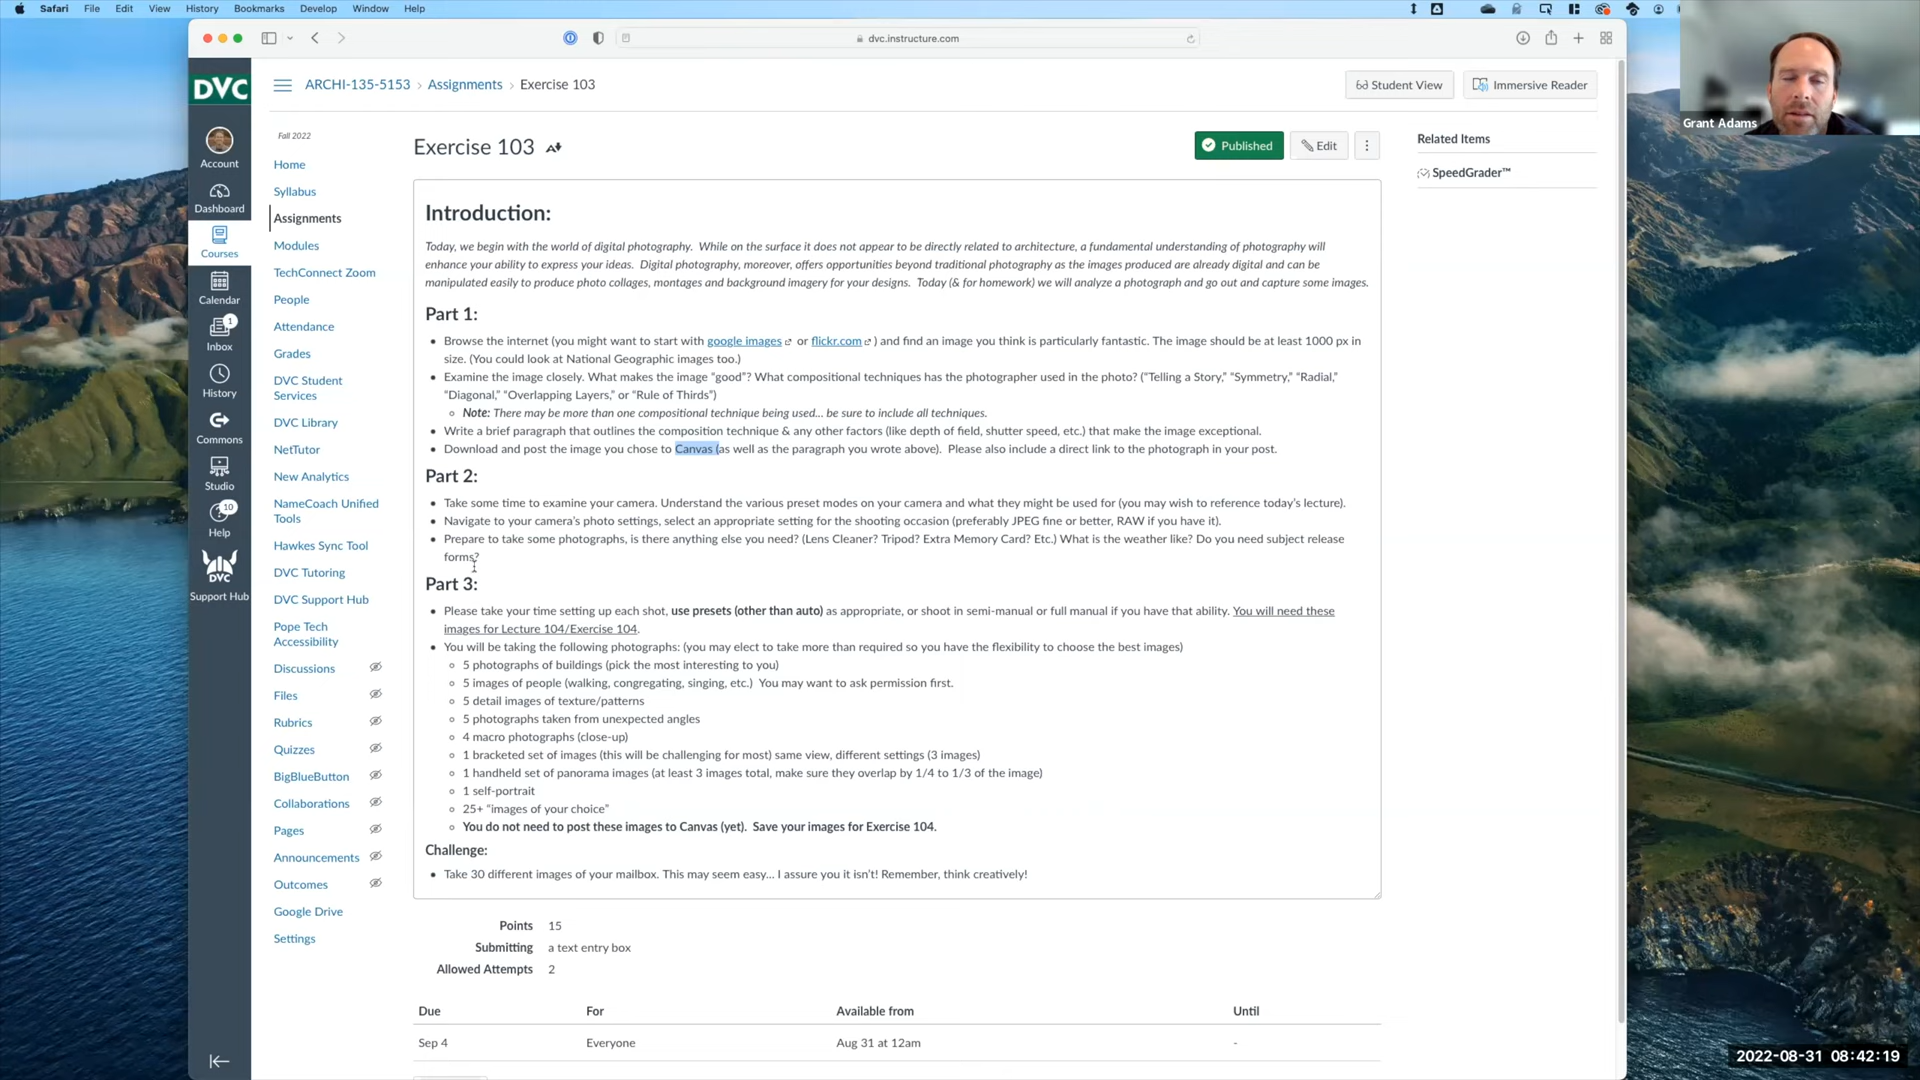 Safari File Edit View History Bookmarks Develop Window Help
dvc.instructure.com
Grant Adams
DVC
ARCHI-135-5153 › Assignments › Exercise 103
Student View
Immersive Reader
Account
Dashboard
Courses
Calendar
1
Inbox
History
Commons
Studio
10
Help
DVC
Support Hub
Fall 2022
Home
Syllabus
Assignments
Modules
TechConnect Zoom
People
Attendance
Grades
DVC Student
Services
DVC Library
NetTutor
New Analytics
NameCoach Unified
Tools
Hawkes Sync Tool
DVC Tutoring
DVC Support Hub
Pope Tech
Accessibility
Discussions
Files
Rubrics
Quizzes
BigBlueButton
Collaborations
Pages
Announcements
Outcomes
Google Drive
Settings
Exercise 103
Published
Edit
Related Items
SpeedGrader™
Introduction:
Today, we begin with the world of digital photography. While on the surface it does not appear to be directly related to architecture, a fundamental understanding of photography will
enhance your ability to express your ideas. Digital photography, moreover, offers opportunities beyond traditional photography as the images produced are already digital and can be
manipulated easily to produce photo collages, montages and background imagery for your designs. Today (& for homework) we will analyze a photograph and go out and capture some images.
Part 1:
• Browse the internet (you might want to start with google images or flickr.com ) and find an image you think is particularly fantastic. The image should be at least 1000 px in
size. (You could look at National Geographic images too.)
• Examine the image closely. What makes the image “good”? What compositional techniques has the photographer used in the photo? (“Telling a Story,” “Symmetry,” “Radial,”
“Diagonal,” “Overlapping Layers,” or “Rule of Thirds”)
◦ Note: There may be more than one compositional technique being used... be sure to include all techniques.
• Write a brief paragraph that outlines the composition technique & any other factors (like depth of field, shutter speed, etc.) that make the image exceptional.
• Download and post the image you chose to Canvas (as well as the paragraph you wrote above). Please also include a direct link to the photograph in your post.
Part 2:
• Take some time to examine your camera. Understand the various preset modes on your camera and what they might be used for (you may wish to reference today’s lecture).
• Navigate to your camera’s photo settings, select an appropriate setting for the shooting occasion (preferably JPEG fine or better, RAW if you have it).
• Prepare to take some photographs, is there anything else you need? (Lens Cleaner? Tripod? Extra Memory Card? Etc.) What is the weather like? Do you need subject release
forms?
Part 3:
• Please take your time setting up each shot, use presets (other than auto) as appropriate, or shoot in semi-manual or full manual if you have that ability. You will need these
images for Lecture 104/Exercise 104.
• You will be taking the following photographs: (you may elect to take more than required so you have the flexibility to choose the best images)
◦ 5 photographs of buildings (pick the most interesting to you)
◦ 5 images of people (walking, congregating, singing, etc.) You may want to ask permission first.
◦ 5 detail images of texture/patterns
◦ 5 photographs taken from unexpected angles
◦ 4 macro photographs (close-up)
◦ 1 bracketed set of images (this will be challenging for most) same view, different settings (3 images)
◦ 1 handheld set of panorama images (at least 3 images total, make sure they overlap by 1/4 to 1/3 of the image)
◦ 1 self-portrait
◦ 25+ “images of your choice”
◦ You do not need to post these images to Canvas (yet). Save your images for Exercise 104.
Challenge:
• Take 30 different images of your mailbox. This may seem easy... I assure you it isn’t! Remember, think creatively!
Points 15
Submitting a text entry box
Allowed Attempts 2
Due For Available from Until
Sep 4 Everyone Aug 31 at 12am -
2022-08-31 08:42:19